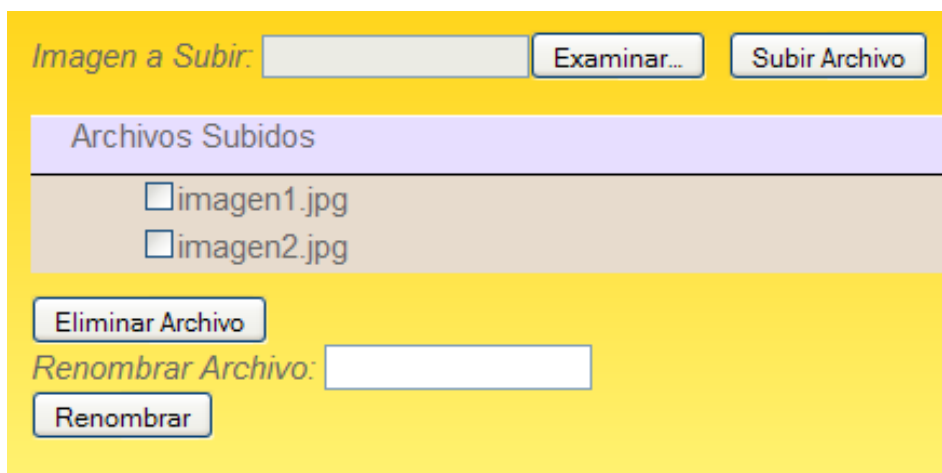 Imagen a Subir: Examinar... Subir Archivo
Archivos Subidos
imagen1.jpg
imagen2.jpg
Eliminar Archivo
Renombrar Archivo:
Renombrar